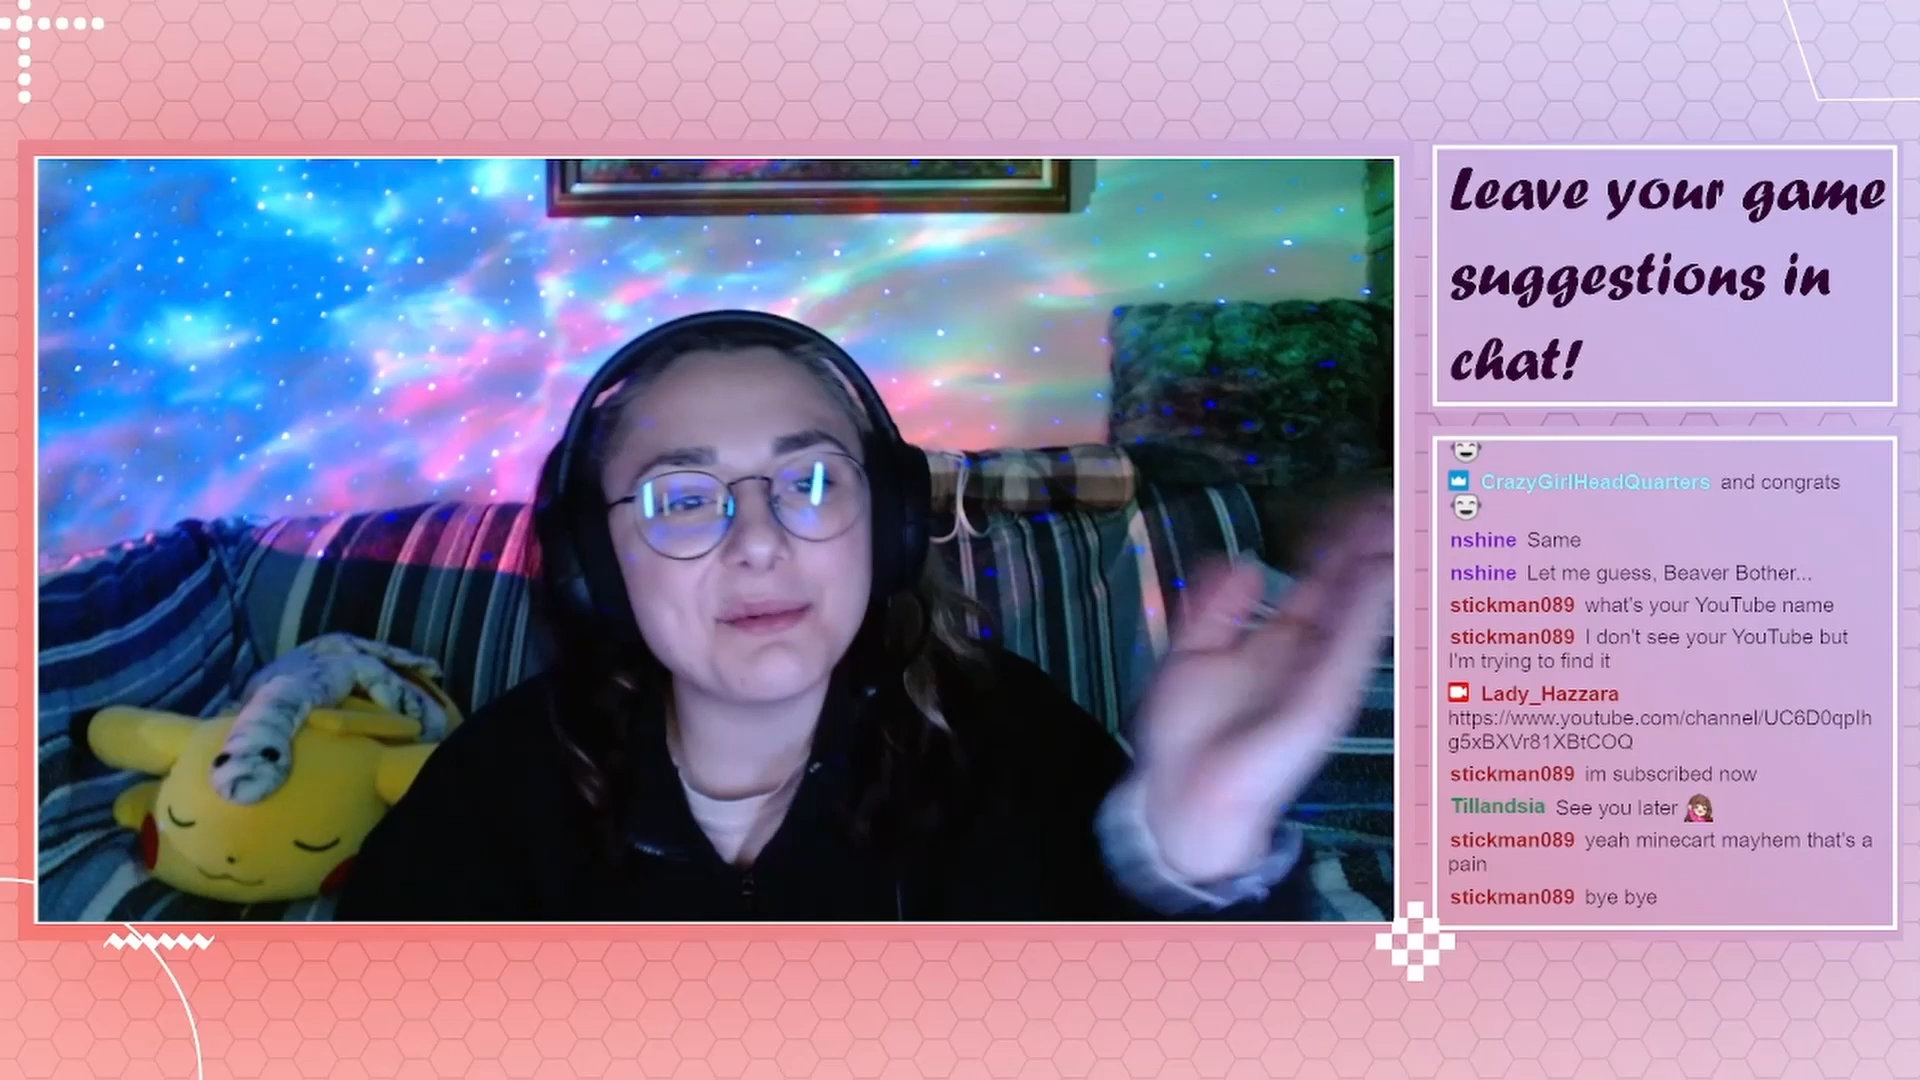 Leave your game
suggestions in
chat!
CrazyGirlHeadQuarters and congrats
nshine Same
nshine Let me guess, Beaver Bother...
stickman089 what's your YouTube name
stickman089 I don't see your YouTube but
I'm trying to find it
Lady_Hazzara
https://www.youtube.com/channel/UC6D0qpIh
g5xBXVr81XBtCOQ
stickman089 im subscribed now
Tillandsia See you later
stickman089 yeah minecart mayhem that's a
pain
stickman089 bye bye